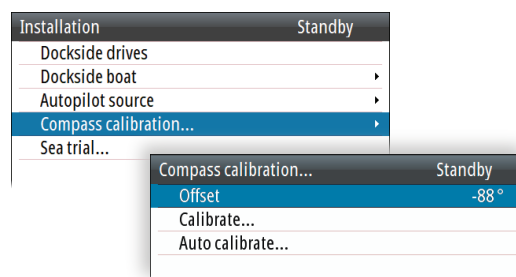 Installation Standby
Dockside drives
Dockside boat
Autopilot source
Compass calibration...
Sea trial...
Compass calibration... Standby
Offset -88°
Calibrate...
Auto calibrate...